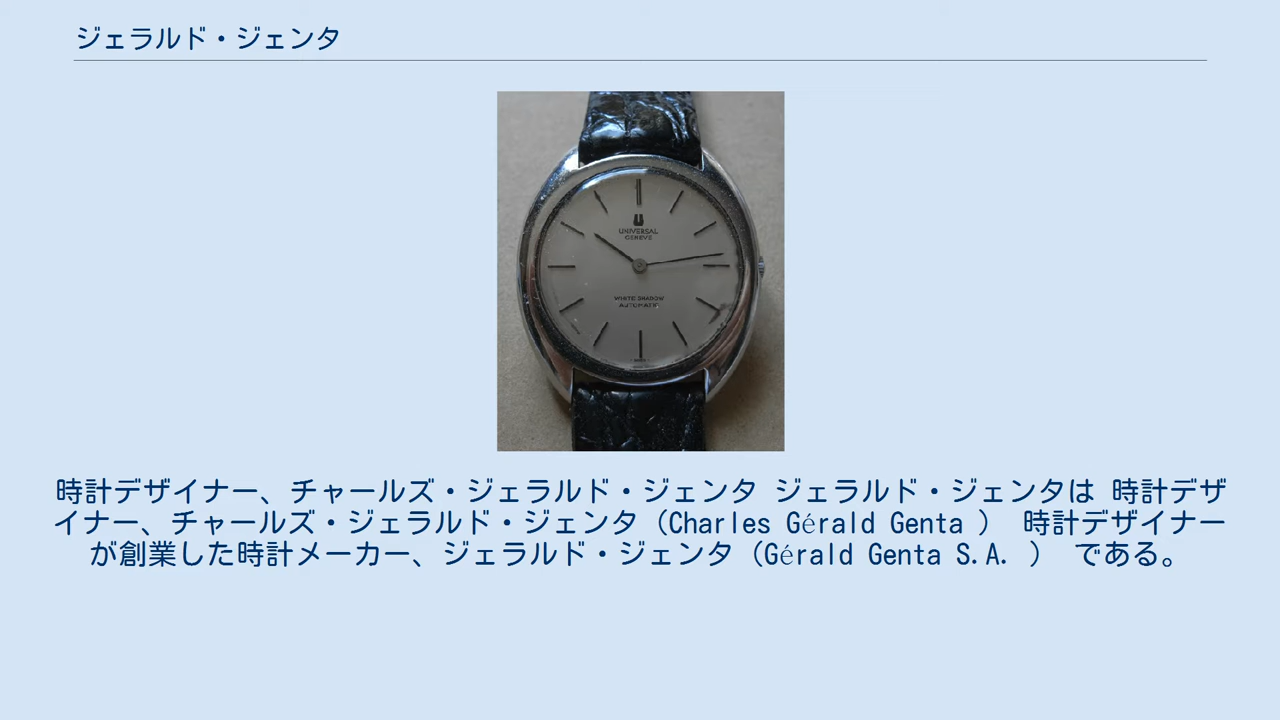 ジェラルド・ジェンタ
UNIVERSAL
GENEVE
WHITE SHADOW
AUTOMATIC
時計デザイナー、チャールズ・ジェラルド・ジェンタ ジェラルド・ジェンタは 時計デザ
イナー、チャールズ・ジェラルド・ジェンタ（Charles Gérald Genta ） 時計デザイナー
が創業した時計メーカー、ジェラルド・ジェンタ（Gérald Genta S.A. ） である。